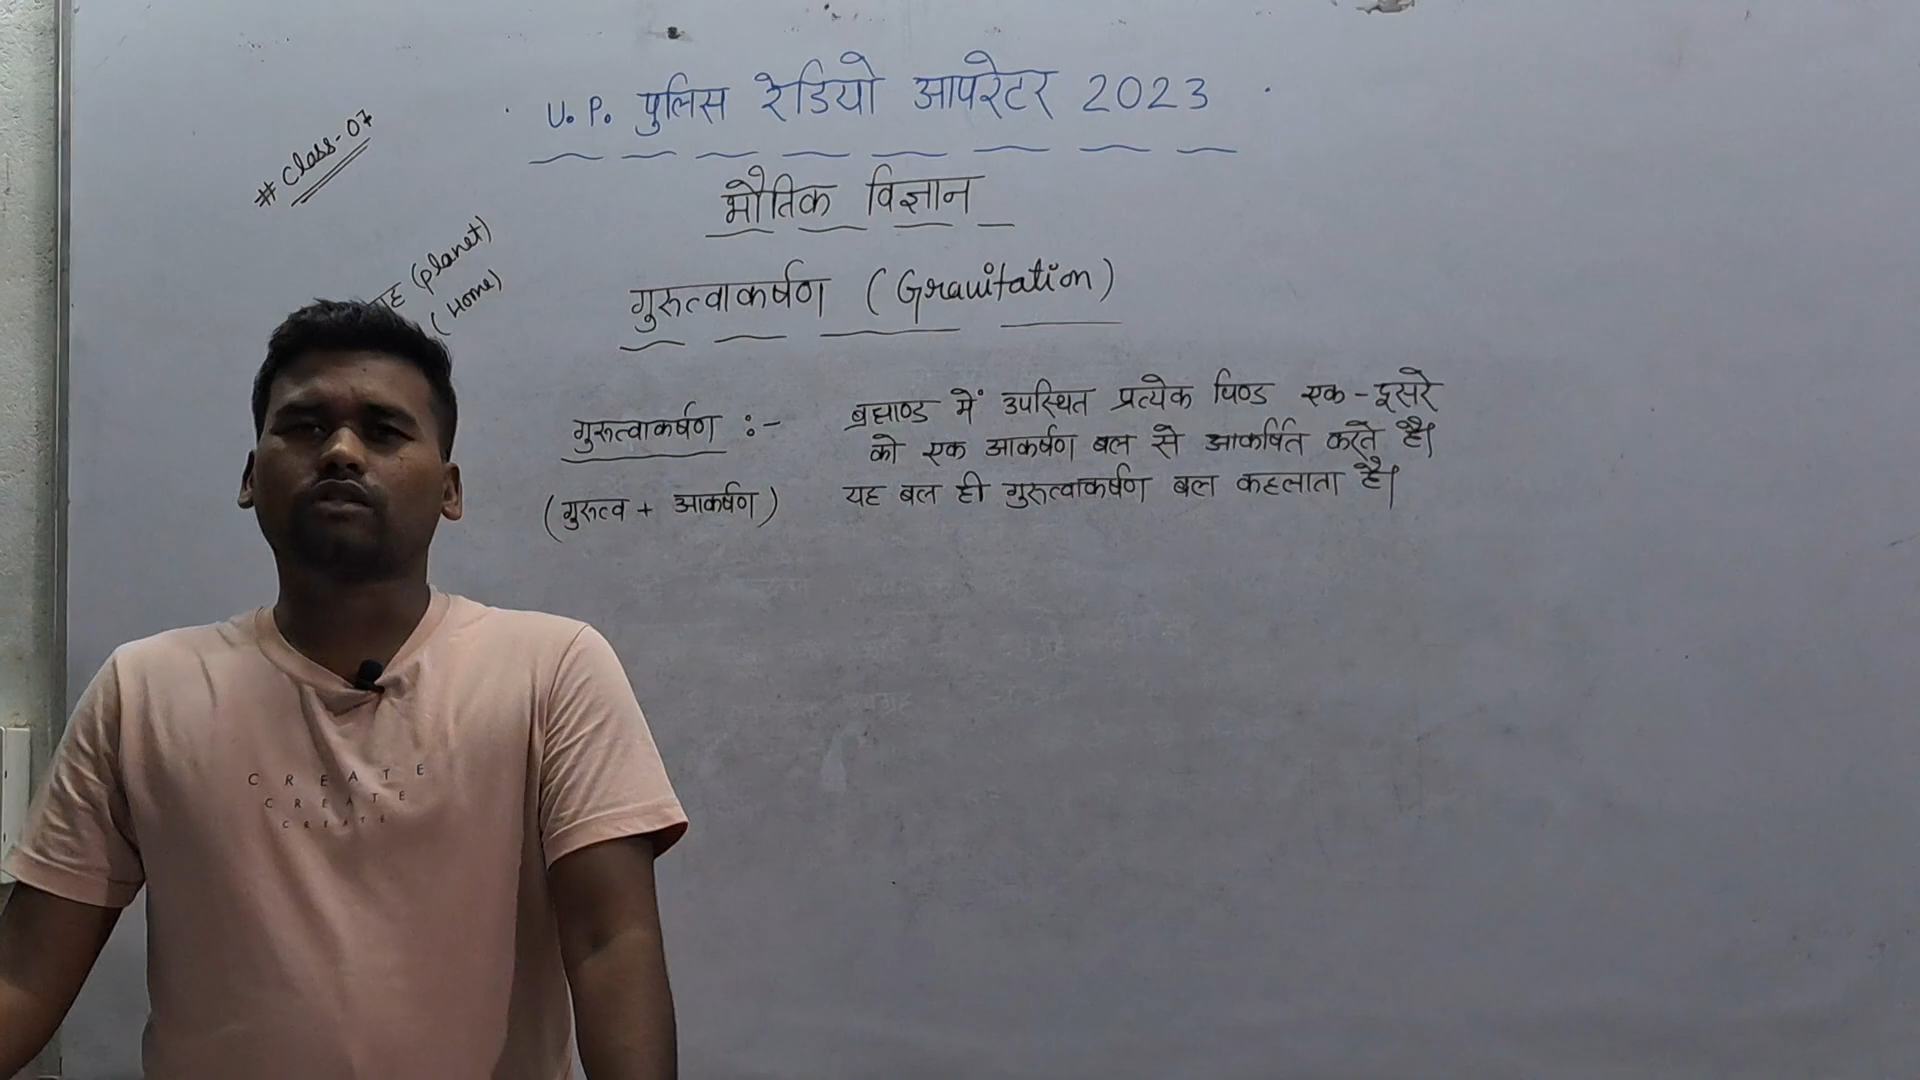 U.P. पुलिस रेडियो आपरेटर 2023
# Class-07
भौतिक विज्ञान
(planet)
(Home)
गुरुत्वाकर्षण (Gravitation)
गुरुत्वाकर्षण :- ब्रह्माण्ड में उपस्थित प्रत्येक पिण्ड एक-दूसरे
को एक आकर्षण बल से आकर्षित करते है।
(गुरुत्व + आकर्षण) यह बल ही गुरुत्वाकर्षण बल कहलाता है।
CREATE
CREATE
CREATE